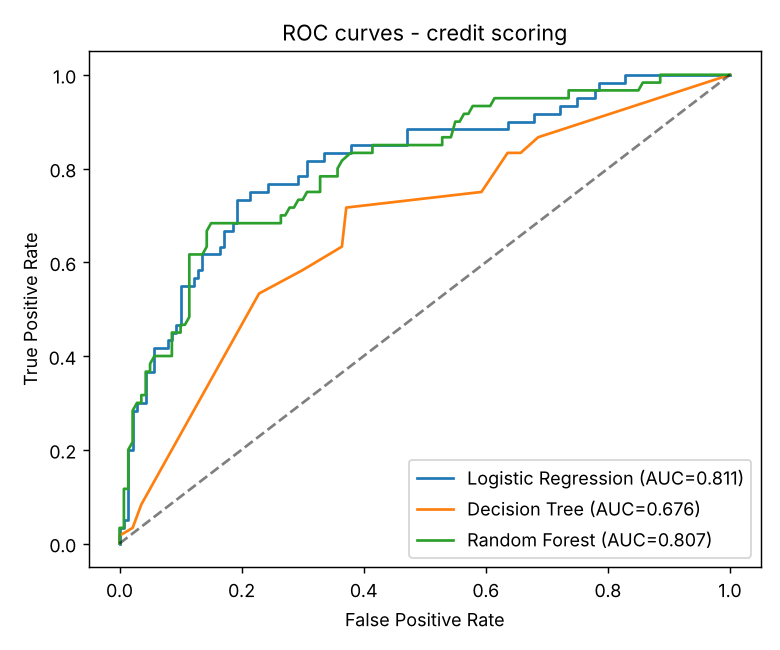 ROC curves - credit scoring
True Positive Rate
1.0
0.8
0.6
0.4
0.2
0.0
Logistic Regression (AUC=0.811)
Decision Tree (AUC=0.676)
Random Forest (AUC=0.807)
0.0 0.2 0.4 0.6 0.8 1.0
False Positive Rate